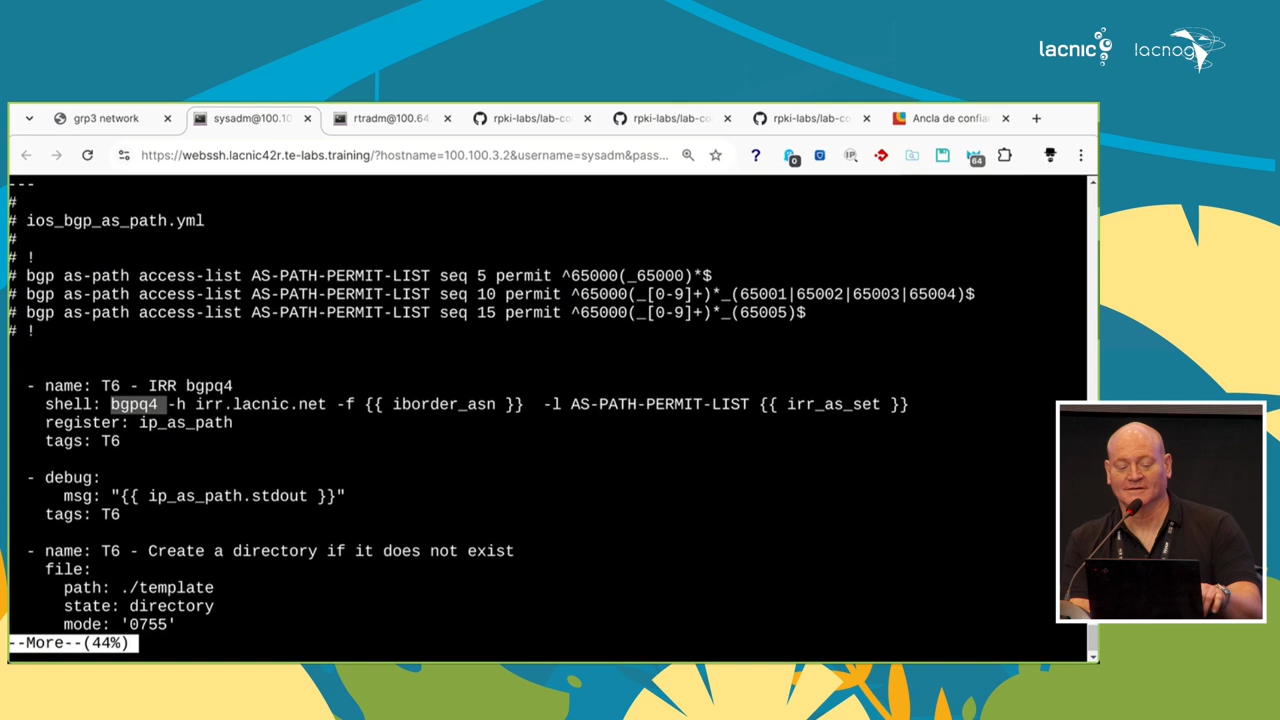 lacnic
lacnog
grp3 network
sysadm@100.10
rtradm@100.64.
rpki-labs/lab-co
rpki-labs/lab-co
rpki-labs/lab-co
Ancla de confia
https://webssh.lacnic42r.te-labs.training/?hostname=100.100.3.2&username=sysadm&pass...
?
0
IP
64
---
#
# ios_bgp_as_path.yml
#
# !
# bgp as-path access-list AS-PATH-PERMIT-LIST seq 5 permit ^65000(_65000)*$
# bgp as-path access-list AS-PATH-PERMIT-LIST seq 10 permit ^65000(_[0-9]+)*_(65001|65002|65003|65004)$
# bgp as-path access-list AS-PATH-PERMIT-LIST seq 15 permit ^65000(_[0-9]+)*_(65005)$
# !
- name: T6 - IRR bgpq4
shell: bgpq4 -h irr.lacnic.net -f {{ iborder_asn }} -l AS-PATH-PERMIT-LIST {{ irr_as_set }}
register: ip_as_path
tags: T6
- debug:
msg: "{{ ip_as_path.stdout }}"
tags: T6
- name: T6 - Create a directory if it does not exist
file:
path: ./template
state: directory
mode: '0755'
--More--(44%)